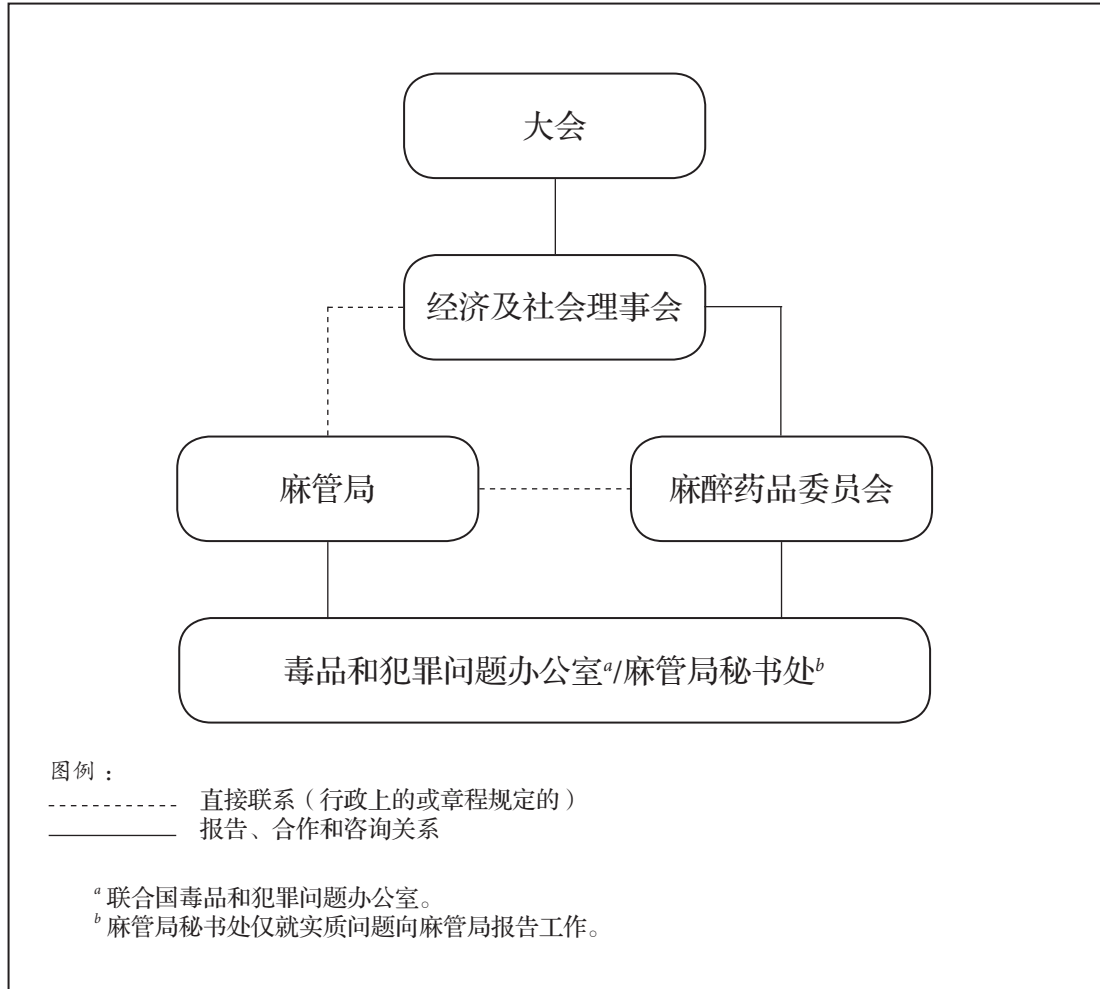 大会
经济及社会理事会
麻管局
麻醉药品委员会
毒品和犯罪问题办公室a/麻管局秘书处b
图例：
直接联系（行政上的或章程规定的）
报告、合作和咨询关系
a 联合国毒品和犯罪问题办公室。
b 麻管局秘书处仅就实质问题向麻管局报告工作。